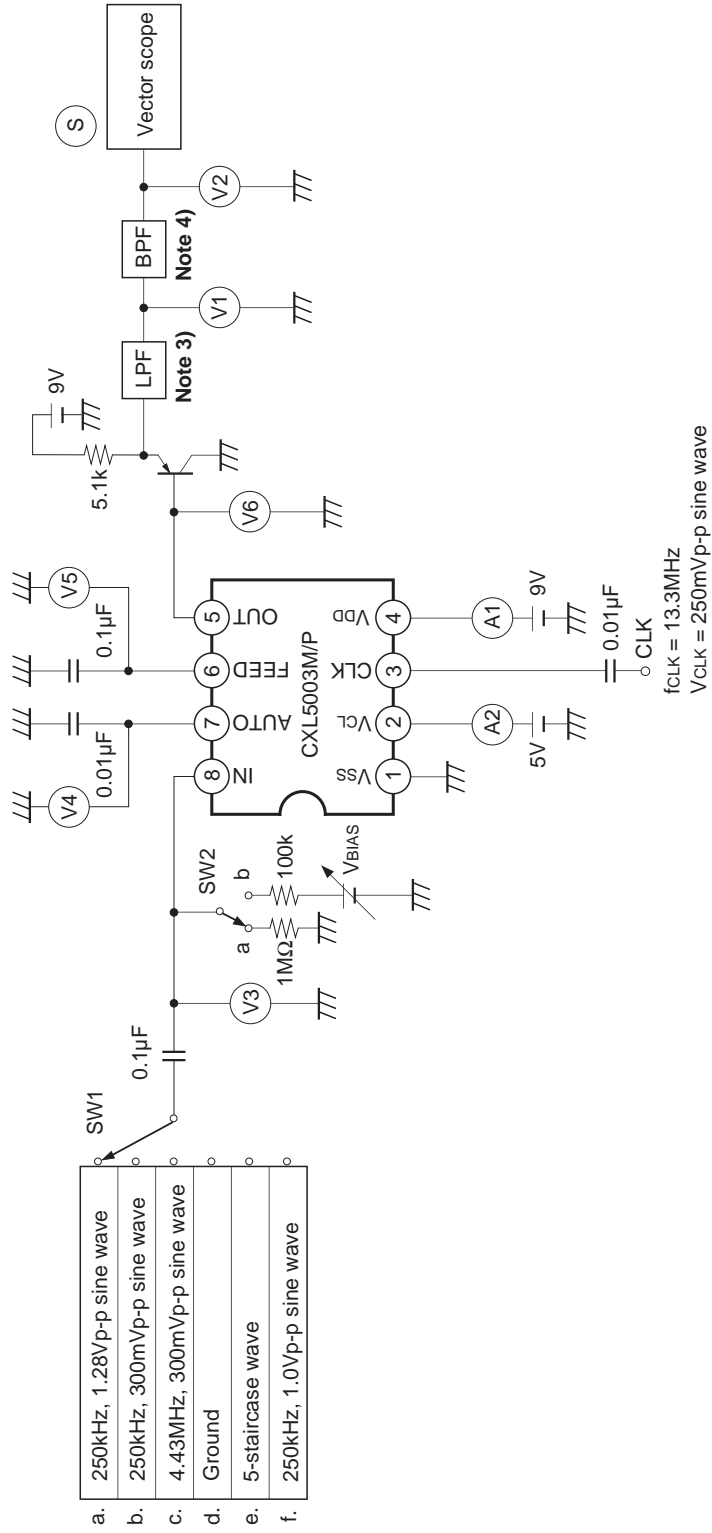 a. 250kHz, 1.28Vp-p sine wave
b. 250kHz, 300mVp-p sine wave
c. 4.43MHz, 300mVp-p sine wave
d. Ground
e. 5-staircase wave
f. 250kHz, 1.0Vp-p sine wave
SW1
0.1µF
V3
SW2
a
b
1MΩ
100k
VBIAS
V4
0.01µF
0.1µF
V5
8 7 6 5
IN AUTO FEED OUT
CXL5003M/P
VSS VCL CLK VDD
1 2 3 4
A2
5V
A1
9V
0.01µF
CLK
fCLK = 13.3MHz
VCLK = 250mVp-p sine wave
V6
5.1k
9V
LPF
Note 3)
V1
BPF
Note 4)
V2
S
Vector scope